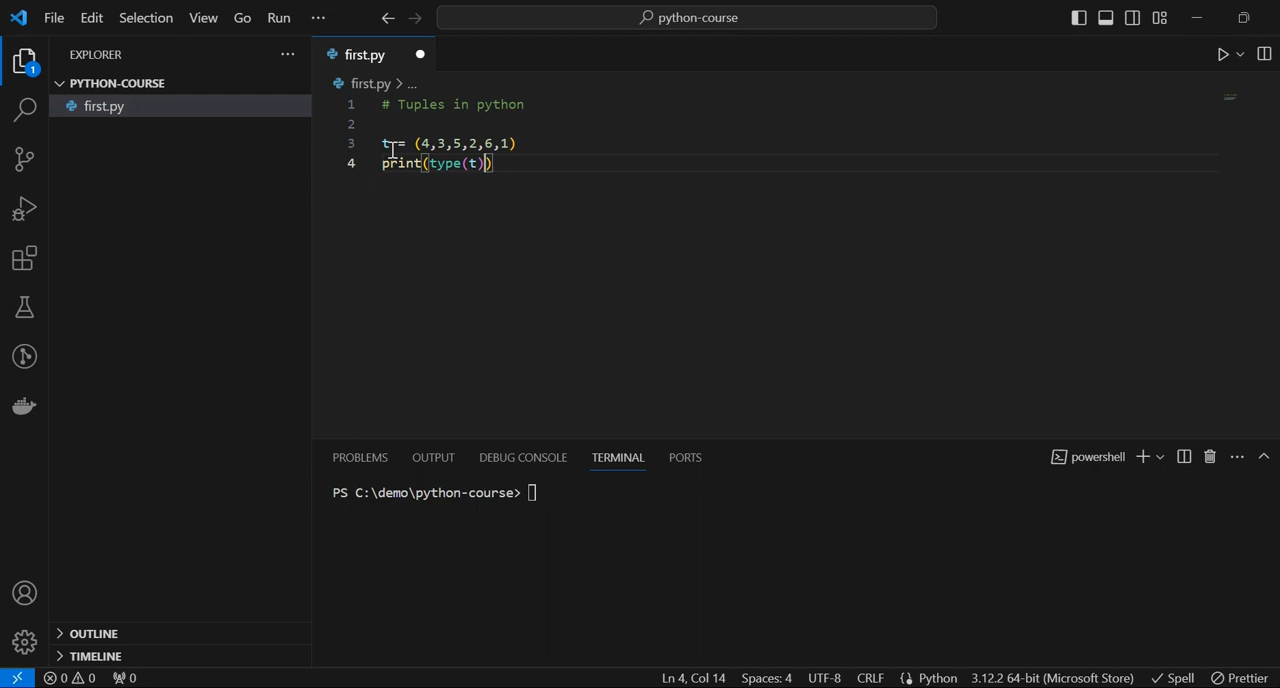 File Edit Selection View Go Run ··· python-course
EXPLORER ···
PYTHON-COURSE
first.py
1
first.py
first.py > ...
1 # Tuples in python
2
3 t = (4,3,5,2,6,1)
4 print(type(t))
PROBLEMS OUTPUT DEBUG CONSOLE TERMINAL PORTS powershell
PS C:\demo\python-course>
OUTLINE
TIMELINE
0 0 0 Ln 4, Col 14 Spaces: 4 UTF-8 CRLF Python 3.12.2 64-bit (Microsoft Store) Spell Prettier